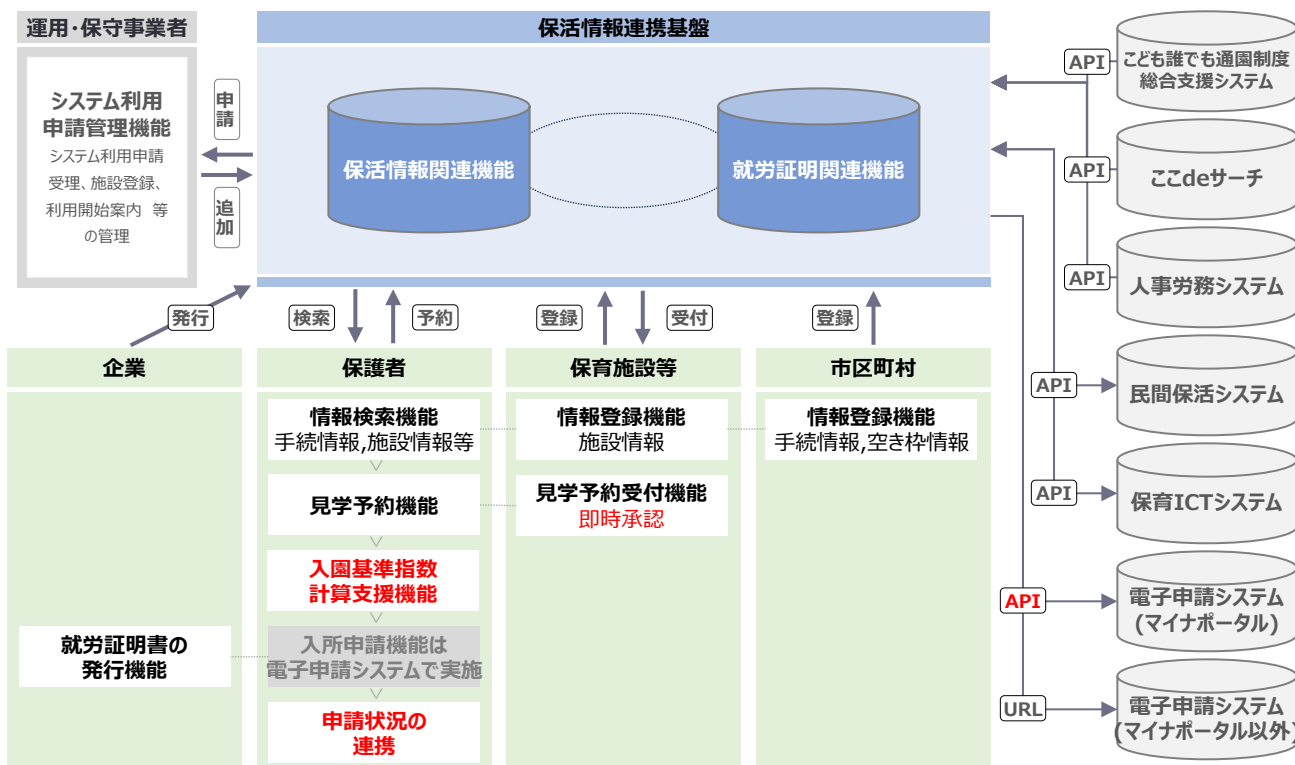 運用・保守事業者
システム利用
申請管理機能
システム利用申請
受理、施設登録、
利用開始案内 等
の管理
申
請
追
加
保活情報連携基盤
保活情報関連機能
就労証明関連機能
API
こども誰でも通園制度
総合支援システム
API
ここdeサーチ
API
人事労務システム
API
民間保活システム
API
保育ICTシステム
API
電子申請システム
(マイナポータル)
URL
電子申請システム
(マイナポータル以外)
発行
検索
予約
登録
受付
登録
企業
就労証明書の
発行機能
保護者
情報検索機能
手続情報,施設情報等
見学予約機能
入園基準指数
計算支援機能
入所申請機能は
電子申請システムで実施
申請状況の
連携
保育施設等
情報登録機能
施設情報
見学予約受付機能
即時承認
市区町村
情報登録機能
手続情報,空き枠情報